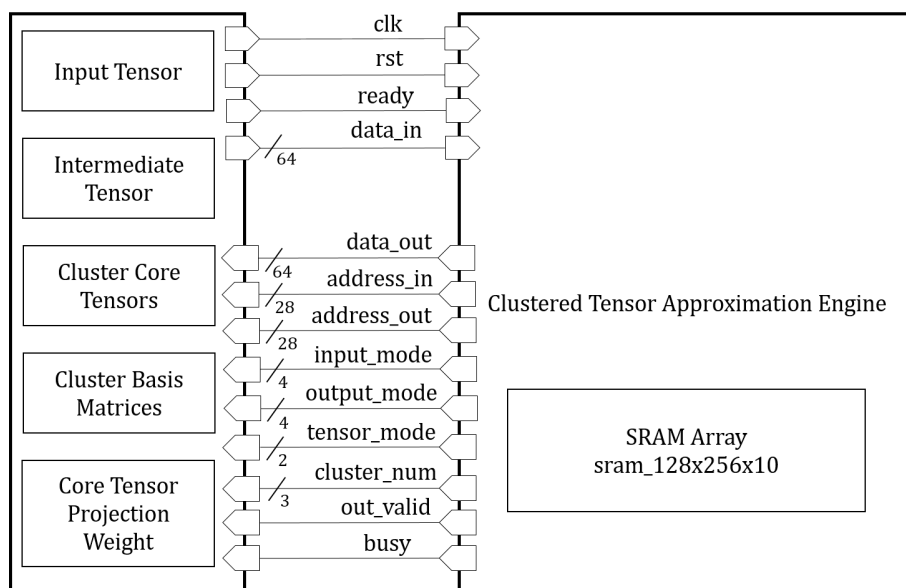 Input Tensor
Intermediate
Tensor
Cluster Core
Tensors
Cluster Basis
Matrices
Core Tensor
Projection
Weight
clk
rst
ready
data_in
64
data_out
64
address_in
28
address_out
28
input_mode
4
output_mode
4
tensor_mode
2
cluster_num
3
out_valid
busy
Clustered Tensor Approximation Engine
SRAM Array
sram_128x256x10